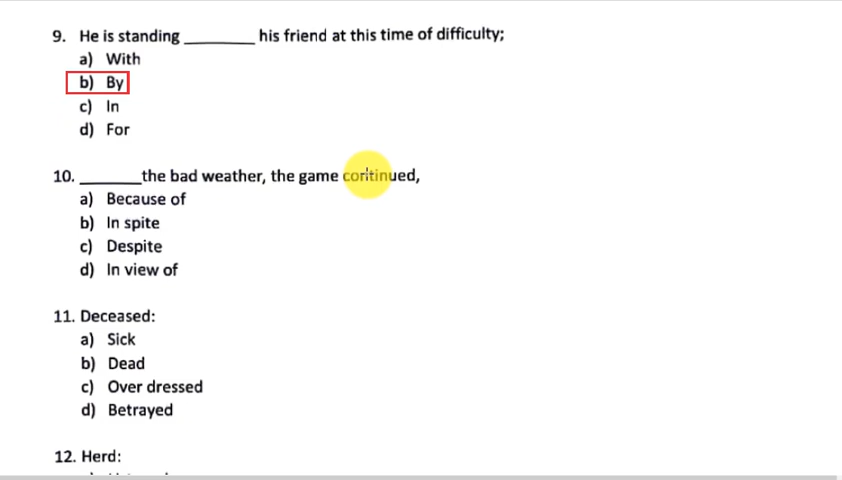 9. He is standing ________ his friend at this time of difficulty;
a) With
b) By
c) In
d) For
10. _______the bad weather, the game continued,
a) Because of
b) In spite
c) Despite
d) In view of
11. Deceased:
a) Sick
b) Dead
c) Over dressed
d) Betrayed
12. Herd: